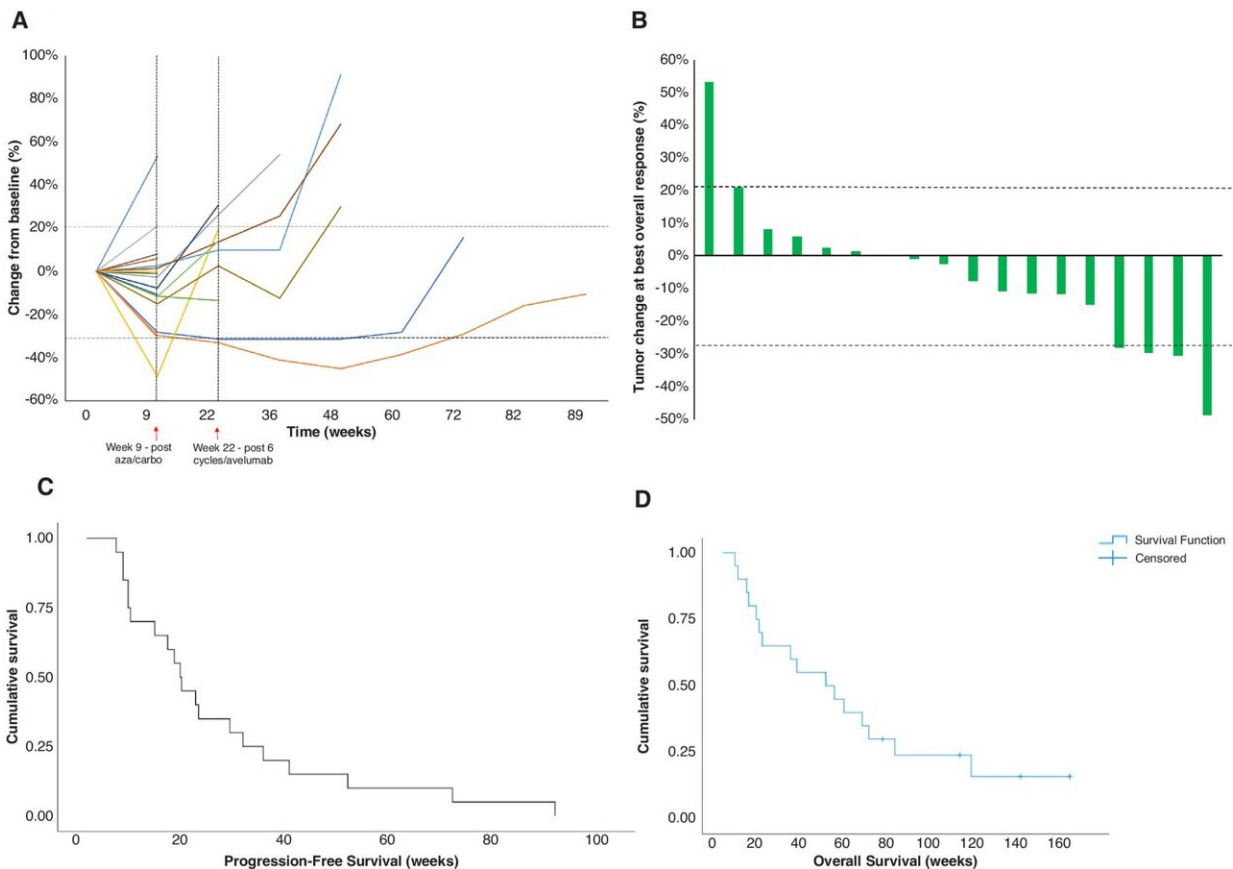 A
Change from baseline (%)
100%
80%
60%
40%
20%
0%
-20%
-40%
-60%
0 9 22 36 48 60 72 82 89
Time (weeks)
Week 9 - post
aza/carbo
Week 22 - post 6
cycles/avelumab
B
Tumor change at best overall response (%)
60%
50%
40%
30%
20%
10%
0%
-10%
-20%
-30%
-40%
-50%
C
Cumulative survival
1.00
0.75
0.50
0.25
0.00
0 20 40 60 80 100
Progression-Free Survival (weeks)
D
Survival Function
Censored
Cumulative survival
1.00
0.75
0.50
0.25
0.00
0 20 40 60 80 100 120 140 160
Overall Survival (weeks)